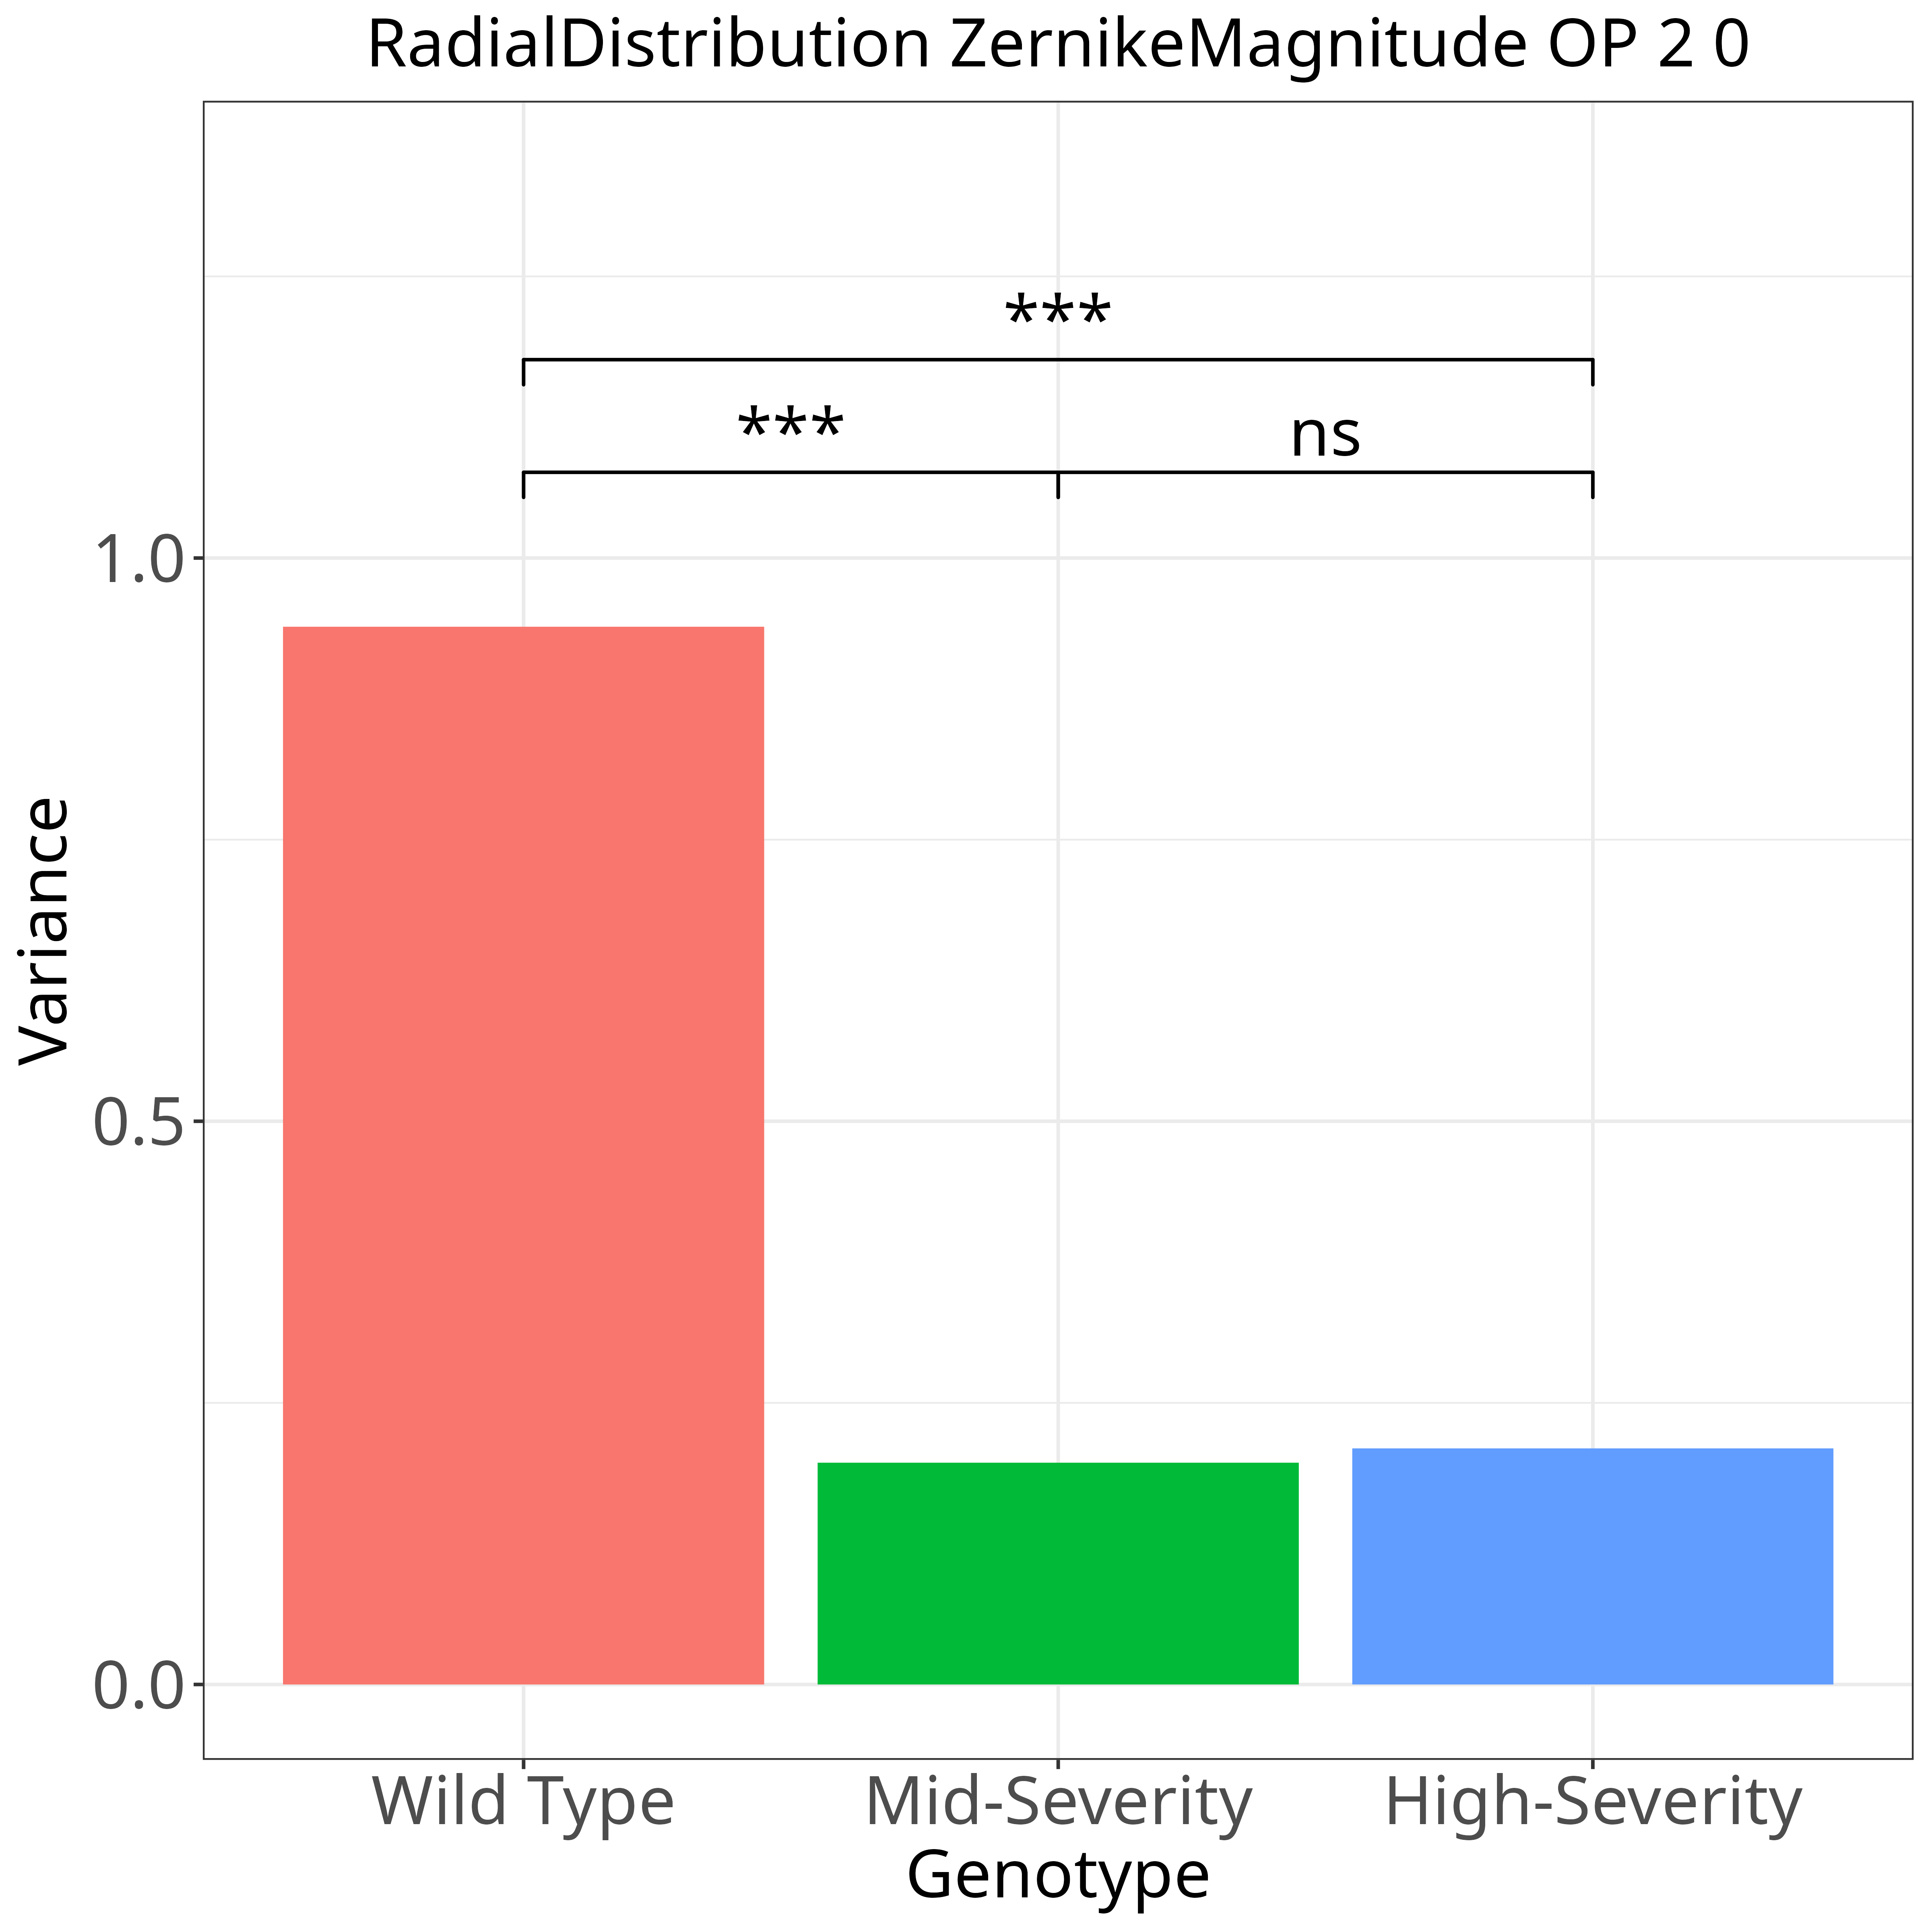 RadialDistribution ZernikeMagnitude OP 2 0
***
***
ns
1.0
0.5
0.0
Variance
Wild Type
Mid-Severity
High-Severity
Genotype